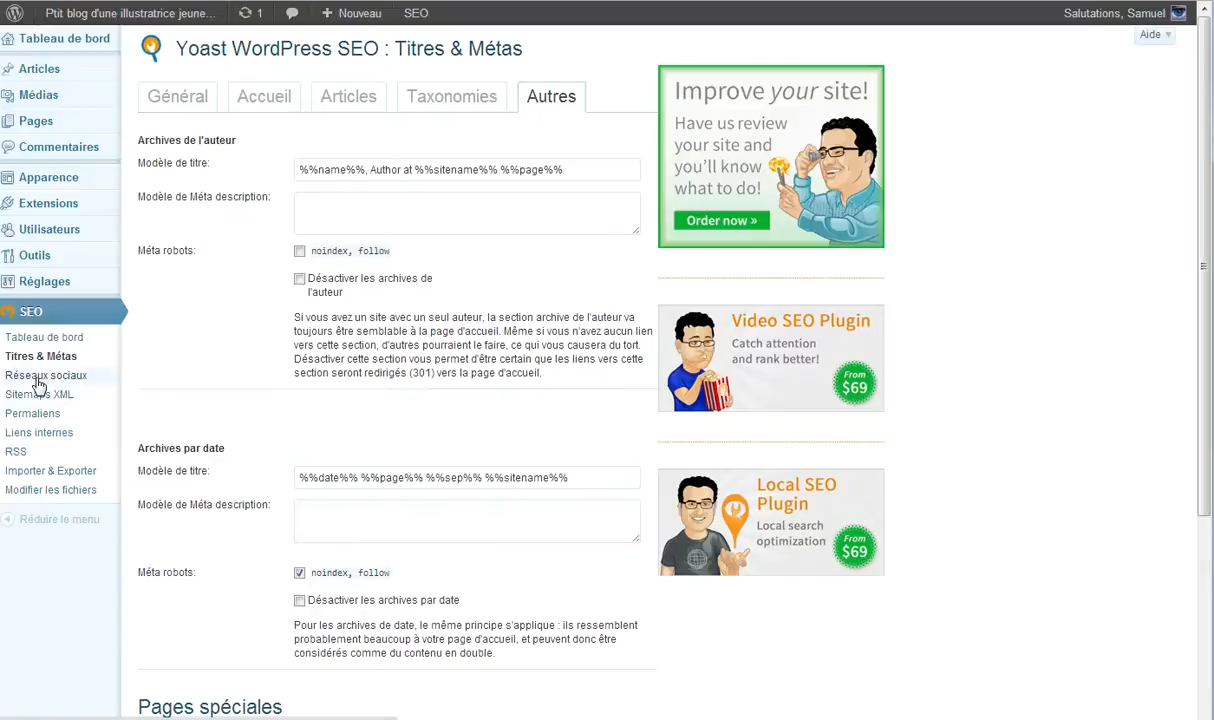 Ptit blog d'une illustratrice jeune...
1
Nouveau
SEO
Salutations, Samuel
Aide
Tableau de bord
Articles
Médias
Pages
Commentaires
Apparence
Extensions
Utilisateurs
Outils
Réglages
SEO
Tableau de bord
Titres & Métas
Réseaux sociaux
Sitemaps XML
Permaliens
Liens internes
RSS
Importer & Exporter
Modifier les fichiers
Réduire le menu
Yoast WordPress SEO : Titres & Métas
Général
Accueil
Articles
Taxonomies
Autres
Archives de l'auteur
Modèle de titre:
%%name%%, Author at %%sitename%% %%page%%
Modèle de Méta description:
Méta robots:
noindex, follow
Désactiver les archives de
l'auteur
Si vous avez un site avec un seul auteur, la section archive de l'auteur va
toujours être semblable à la page d'accueil. Même si vous n'avez aucun lien
vers cette section, d'autres pourraient le faire, ce qui vous causera du tort.
Désactiver cette section vous permet d'être certain que les liens vers cette
section seront redirigés (301) vers la page d'accueil.
Archives par date
Modèle de titre:
%%date%% %%page%% %%sep%% %%sitename%%
Modèle de Méta description:
Méta robots:
noindex, follow
Désactiver les archives par date
Pour les archives de date, le même principe s'applique : ils ressemblent
probablement beaucoup à votre page d'accueil, et peuvent donc être
considérés comme du contenu en double.
Pages spéciales
Improve your site!
Have us review
your site and
you'll know
what to do!
Order now »
Video SEO Plugin
Catch attention
and rank better!
From
$69
Local SEO
Plugin
Local search
optimization
From
$69